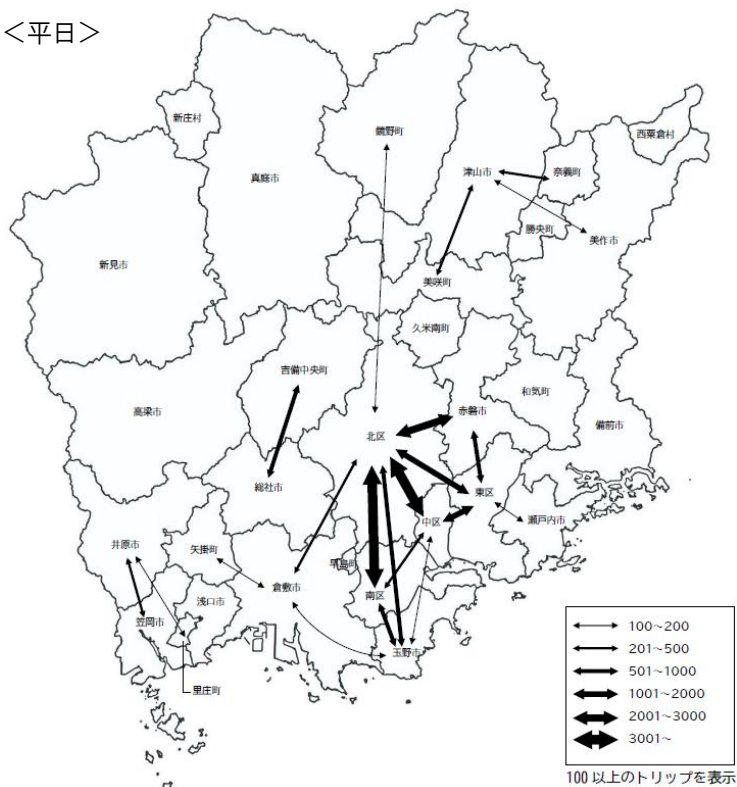 ＜平日＞
新庄村
鏡野町
西粟倉村
真庭市
津山市
奈義町
勝央町
美作市
新見市
美咲町
久米南町
吉備中央町
和気町
高梁市
赤磐市
備前市
北区
総社市
東区
中区
瀬戸内市
井原市
矢掛町
早島町
倉敷市
南区
浅口市
笠岡市
玉野市
里庄町
100～200
201～500
501～1000
1001～2000
2001～3000
3001～
100以上のトリップを表示